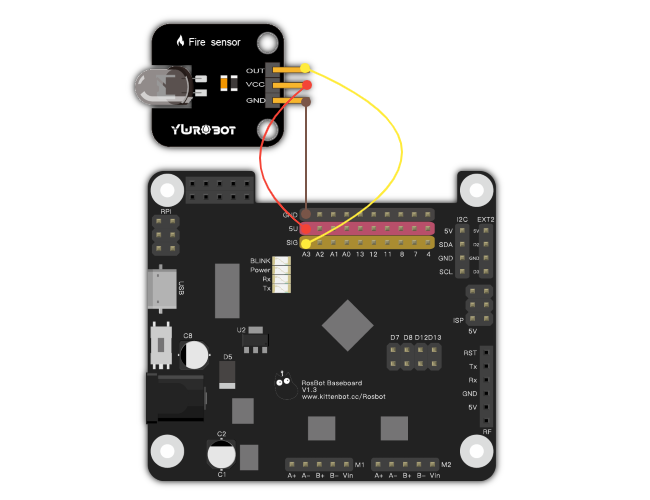 Fire sensor
OUT
VCC
GND
YWROBOT
RPI
GND
5U
SIG
A3 A2 A1 A0 13 12 11 8 7 4
I2C EXT2
5V 5V
SDA D2
GND GND
SCL D3
BLINK
Power
Rx
Tx
USB
ISP
5V
U2
C8
D5
D7 D8 D12 D13
RosBot Baseboard
V1.3
www.kittenbot.cc/Rosbot
RST
Tx
Rx
GND
5V
RF
C2
C1
M1
A+ A- B+ B- Vin
M2
A+ A- B+ B- Vin